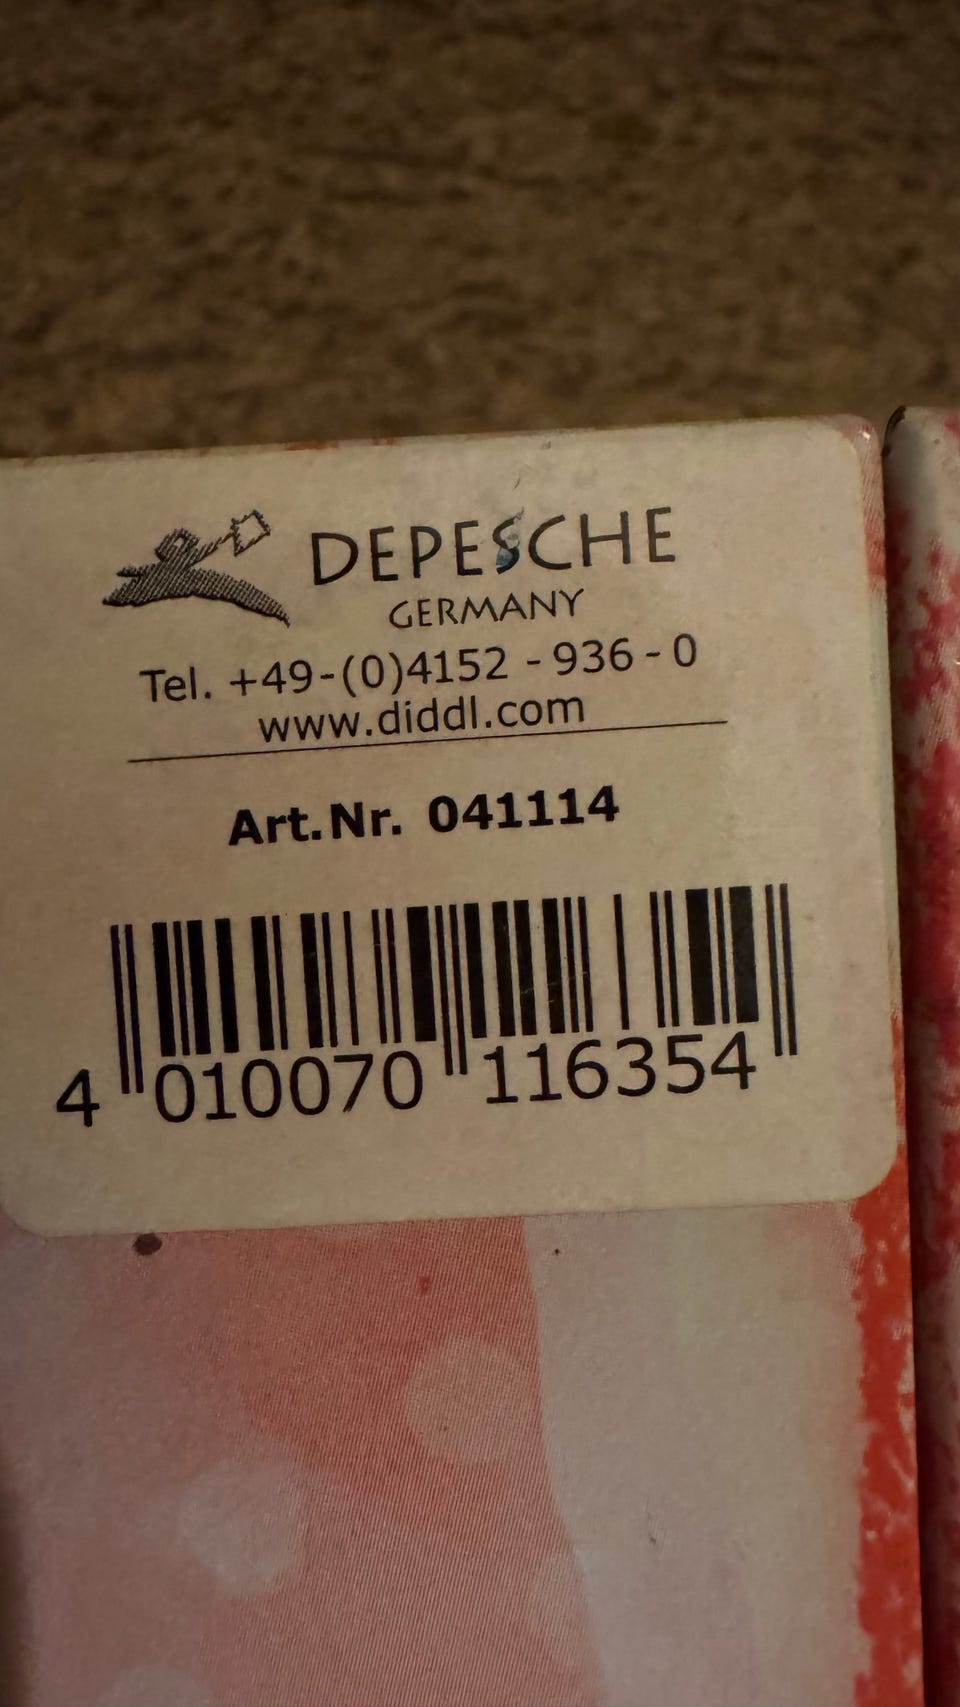 DEPESCHE
GERMANY
Tel. +49-(0)4152 - 936 - 0
www.diddl.com
Art.Nr. 041114
4 010070 116354